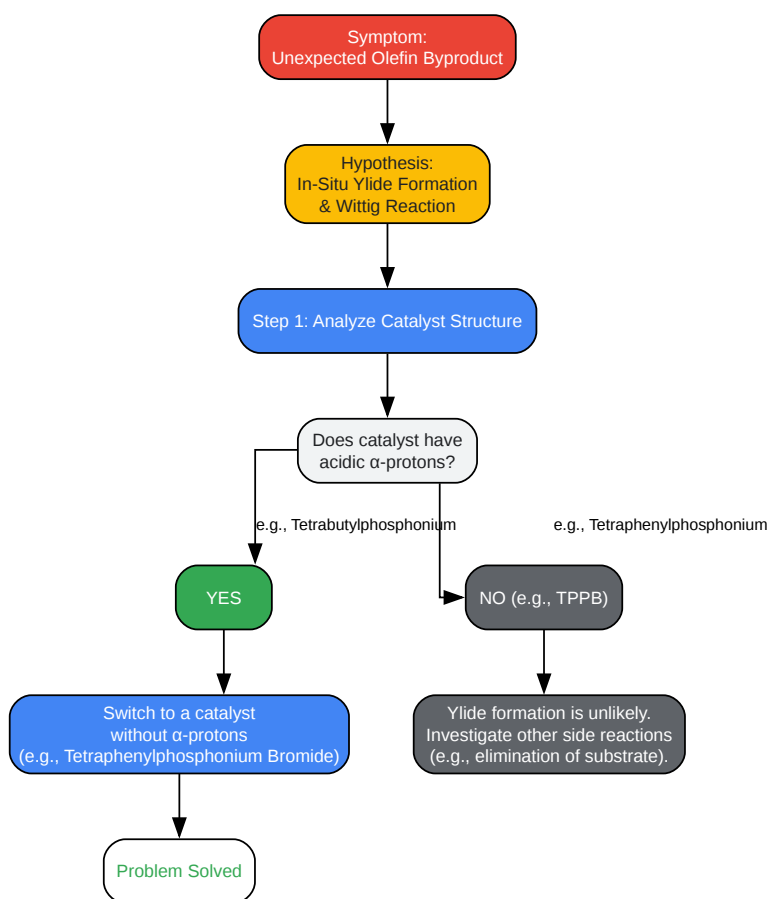 Symptom:
Unexpected Olefin Byproduct
Hypothesis:
In-Situ Ylide Formation
& Wittig Reaction
Step 1: Analyze Catalyst Structure
Does catalyst have
acidic α-protons?
e.g., Tetrabutylphosphonium
e.g., Tetraphenylphosphonium
YES
NO (e.g., TPPB)
Switch to a catalyst
without α-protons
(e.g., Tetraphenylphosphonium Bromide)
Ylide formation is unlikely.
Investigate other side reactions
(e.g., elimination of substrate).
Problem Solved